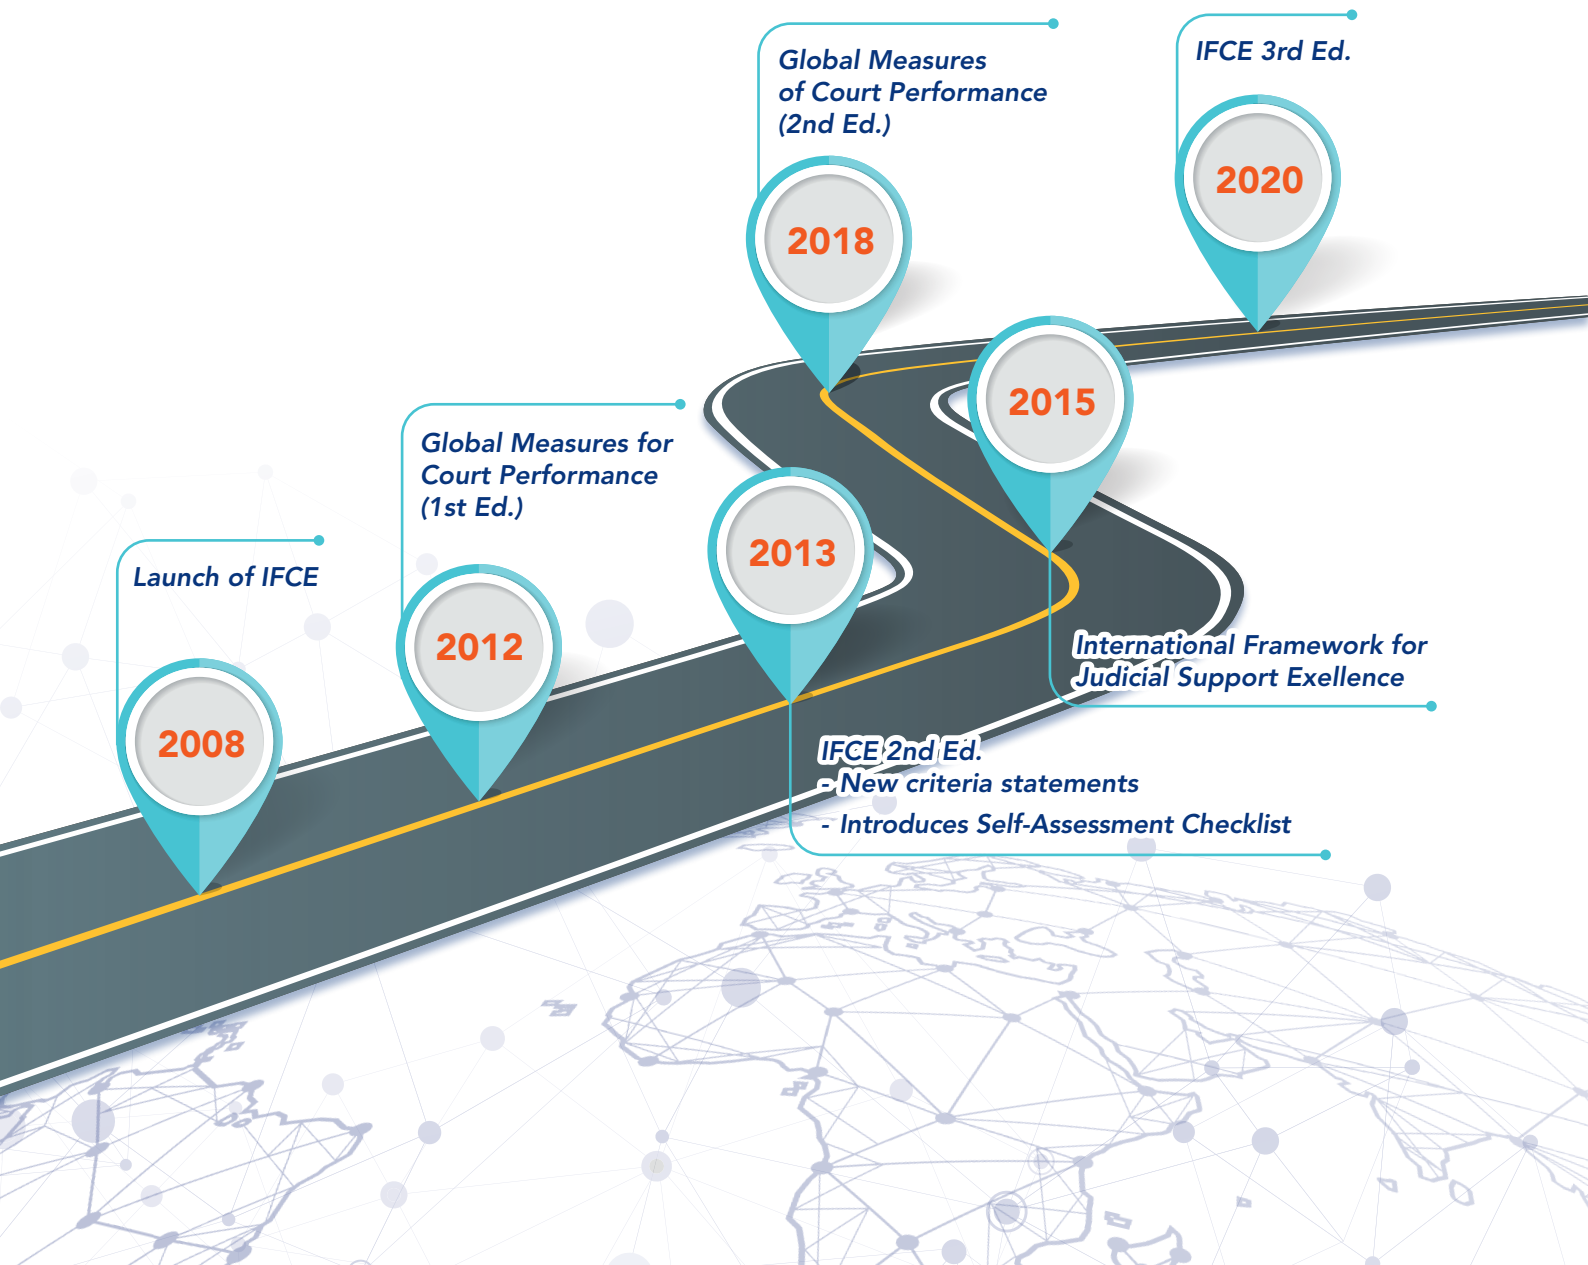 Launch of IFCE
2008
Global Measures for
Court Performance
(1st Ed.)
2012
2013
IFCE 2nd Ed.
- New criteria statements
- Introduces Self-Assessment Checklist
2015
International Framework for
Judicial Support Exellence
Global Measures
of Court Performance
(2nd Ed.)
2018
IFCE 3rd Ed.
2020